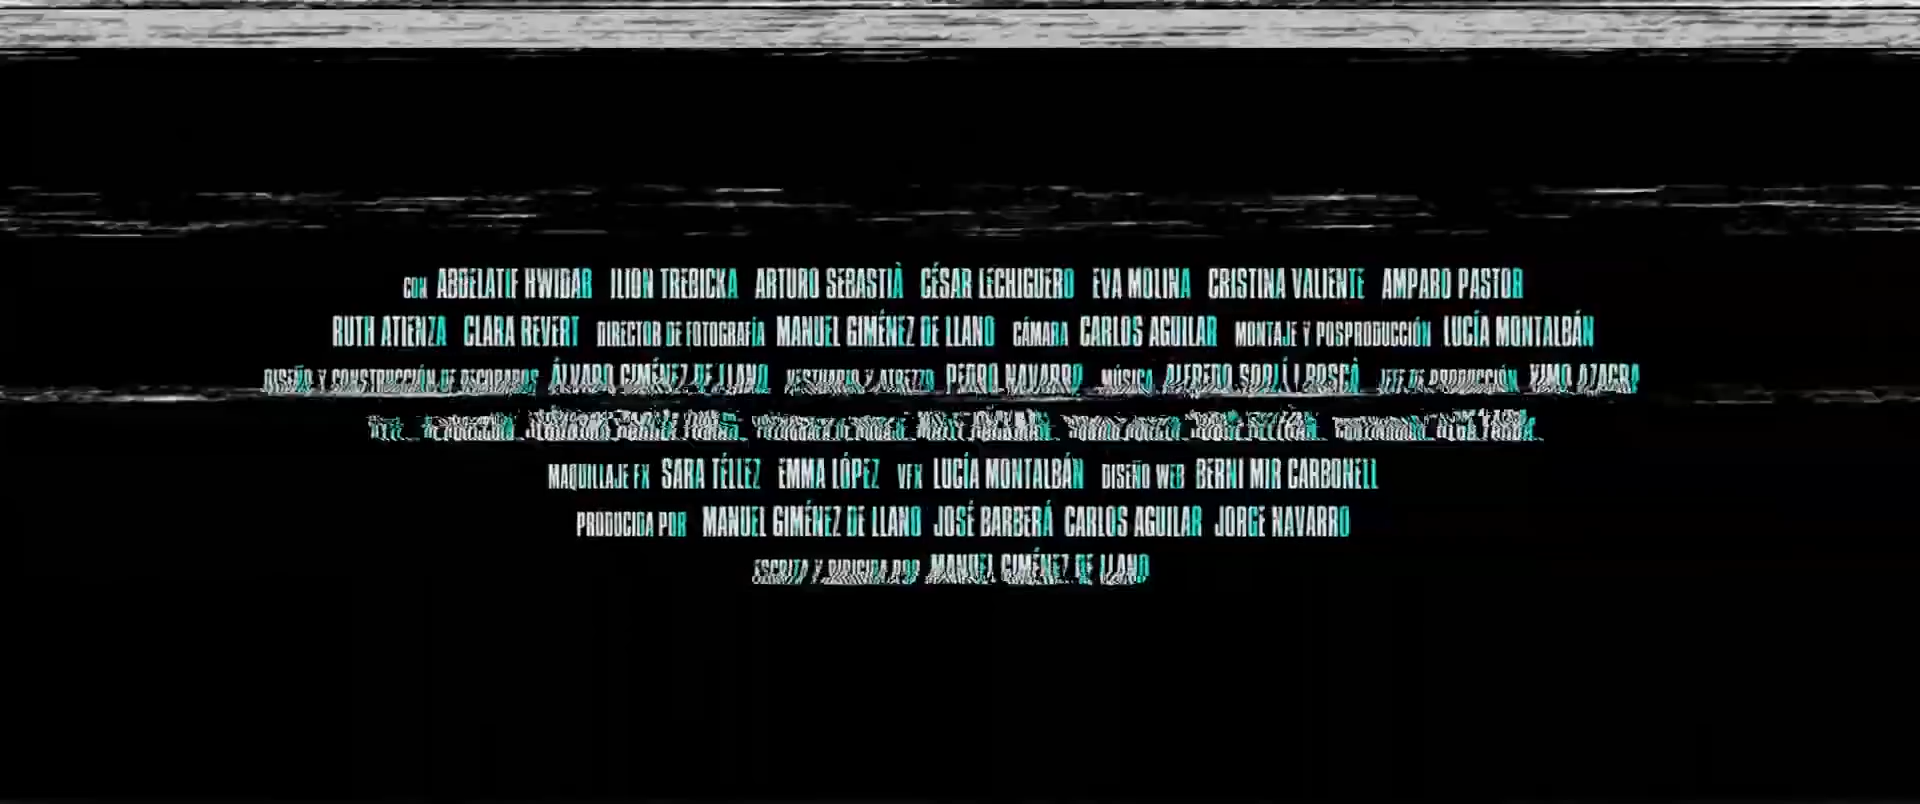 CON ABDELATIF HWIDAR ILION TREBICKA ARTURO SEBASTIÀ CÉSAR LECHIGUERO EVA MOLINA CRISTINA VALIENTE AMPARO PASTOR
RUTH ATIENZA CLARA REVERT DIRECTOR DE FOTOGRAFÍA MANUEL GIMÉNEZ DE LLANO CÁMARA CARLOS AGUILAR MONTAJE Y POSPRODUCCIÓN LUCÍA MONTALBÁN
DISEÑO Y CONSTRUCCIÓN DE DECORADOS ÁLVARO GIMÉNEZ DE LLANO VESTUARIO Y ATREZZO PEDRO NAVARRO MÚSICA ALFREDO JEFE DE PRODUCCIÓN XIMO AZAGRA
MAQUILLAJE FX SARA TÉLLEZ EMMA LÓPEZ VFX LUCÍA MONTALBÁN DISEÑO WEB BERNI MIR CARBONELL
PRODUCIDA POR MANUEL GIMÉNEZ DE LLANO JOSÉ BARBERÁ CARLOS AGUILAR JORGE NAVARRO
ESCRITA Y DIRIGIDA POR MANUEL GIMÉNEZ DE LLANO